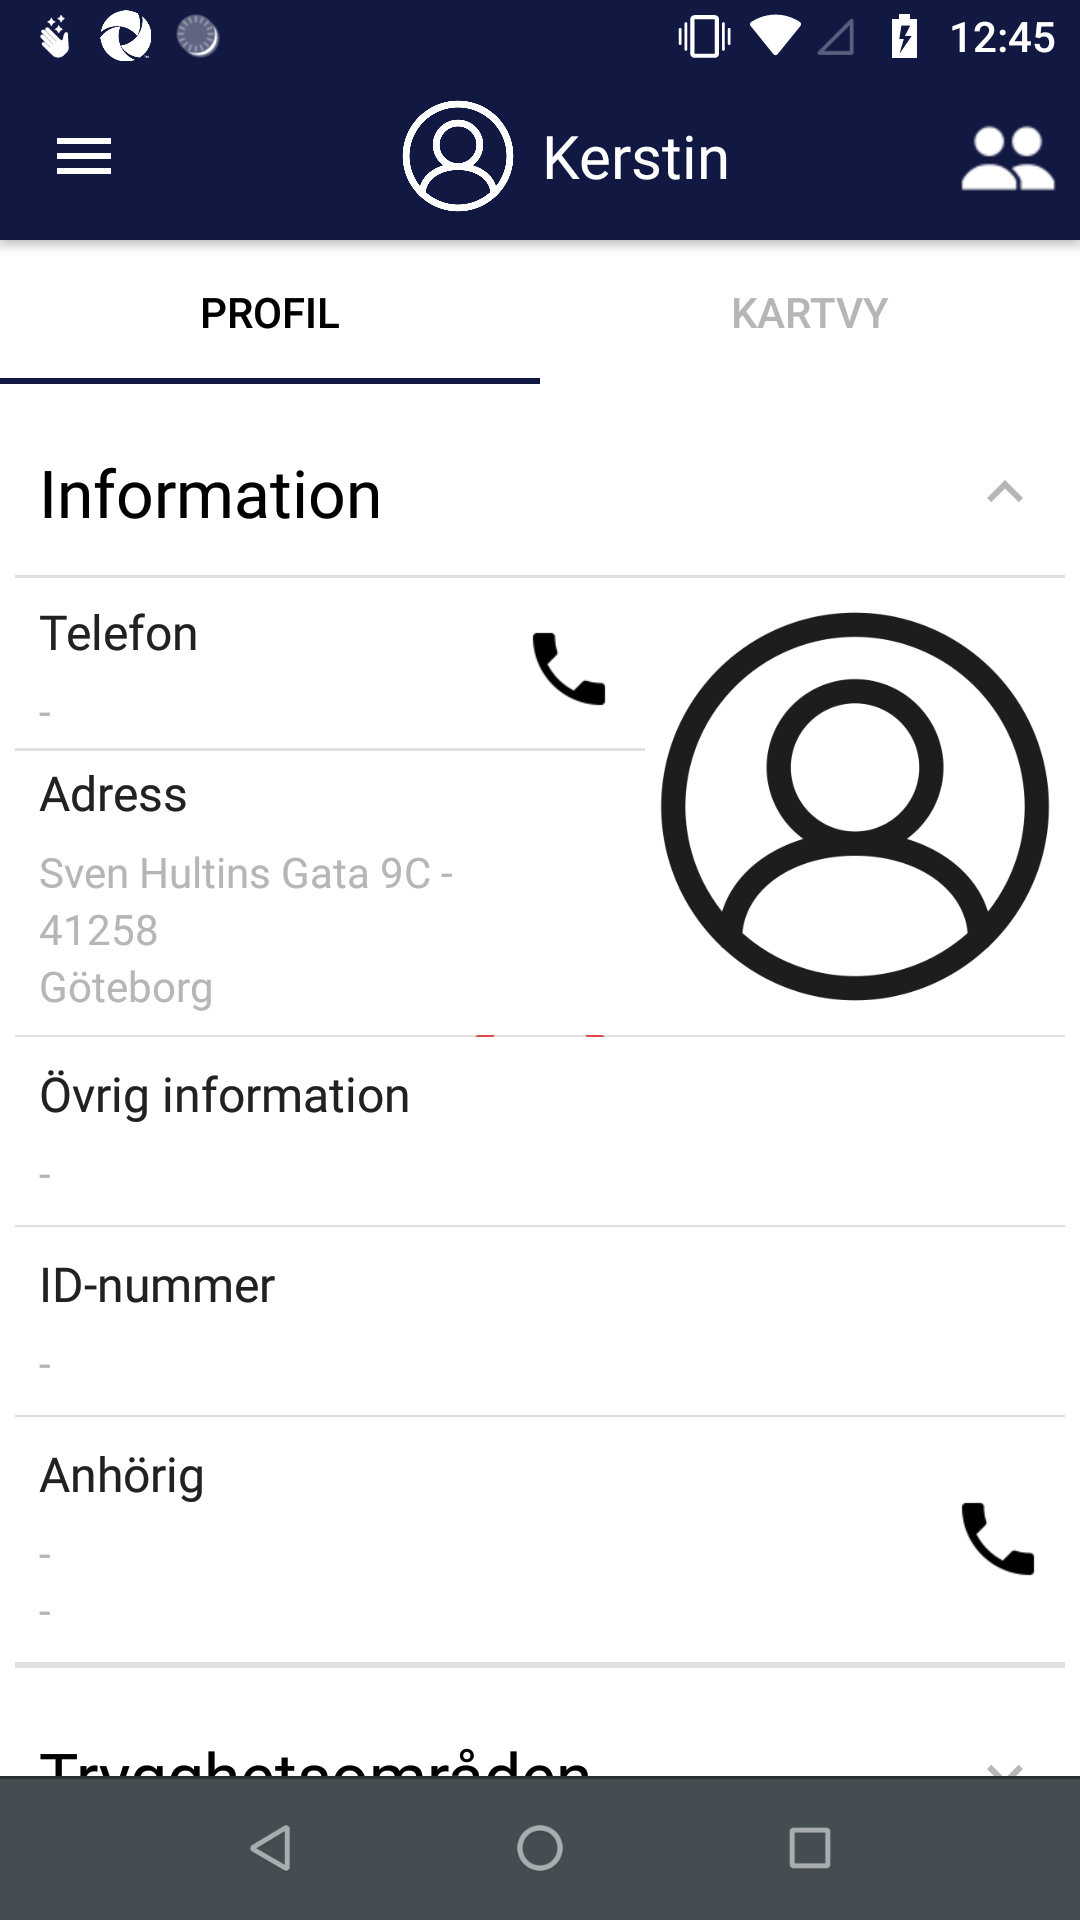 12:45
Kerstin
PROFIL
KARTVY
Information
Telefon
-
Adress
Sven Hultins Gata 9C -
41258
Göteborg
Övrig information
-
ID-nummer
-
Anhörig
-
-
Trygghetsområden